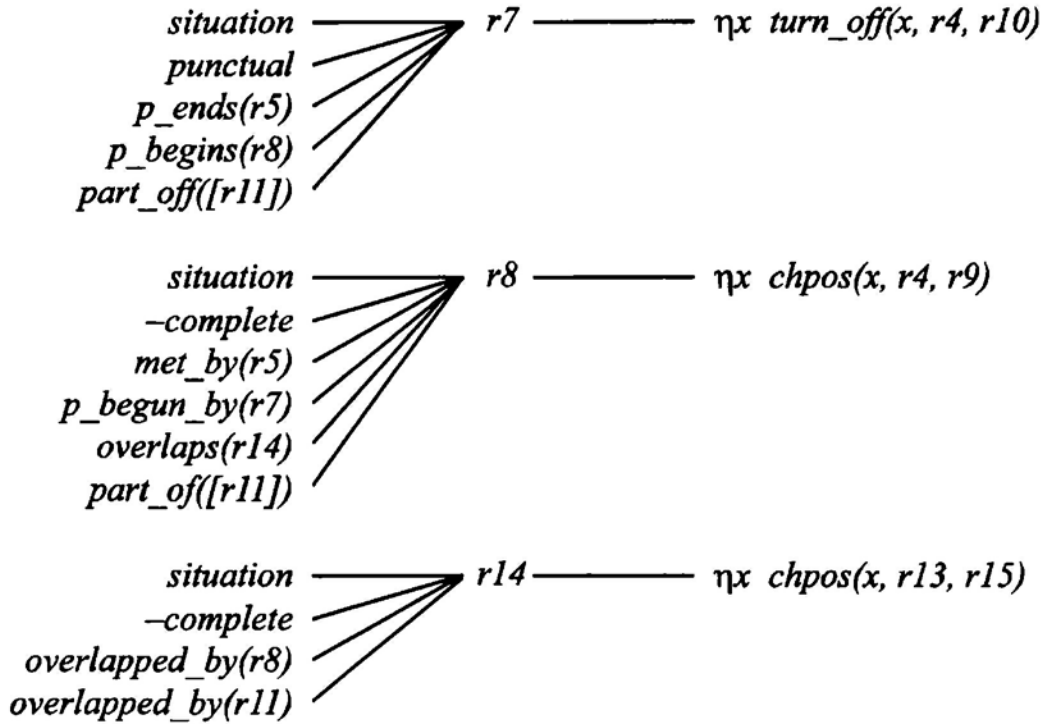 situation r7 ηx turn_off(x, r4, r10)
punctual
p_ends(r5)
p_begins(r8)
part_off([r11])
situation r8 ηx chpos(x, r4, r9)
–complete
met_by(r5)
p_begun_by(r7)
overlaps(r14)
part_of([r11])
situation r14 ηx chpos(x, r13, r15)
–complete
overlapped_by(r8)
overlapped_by(r11)